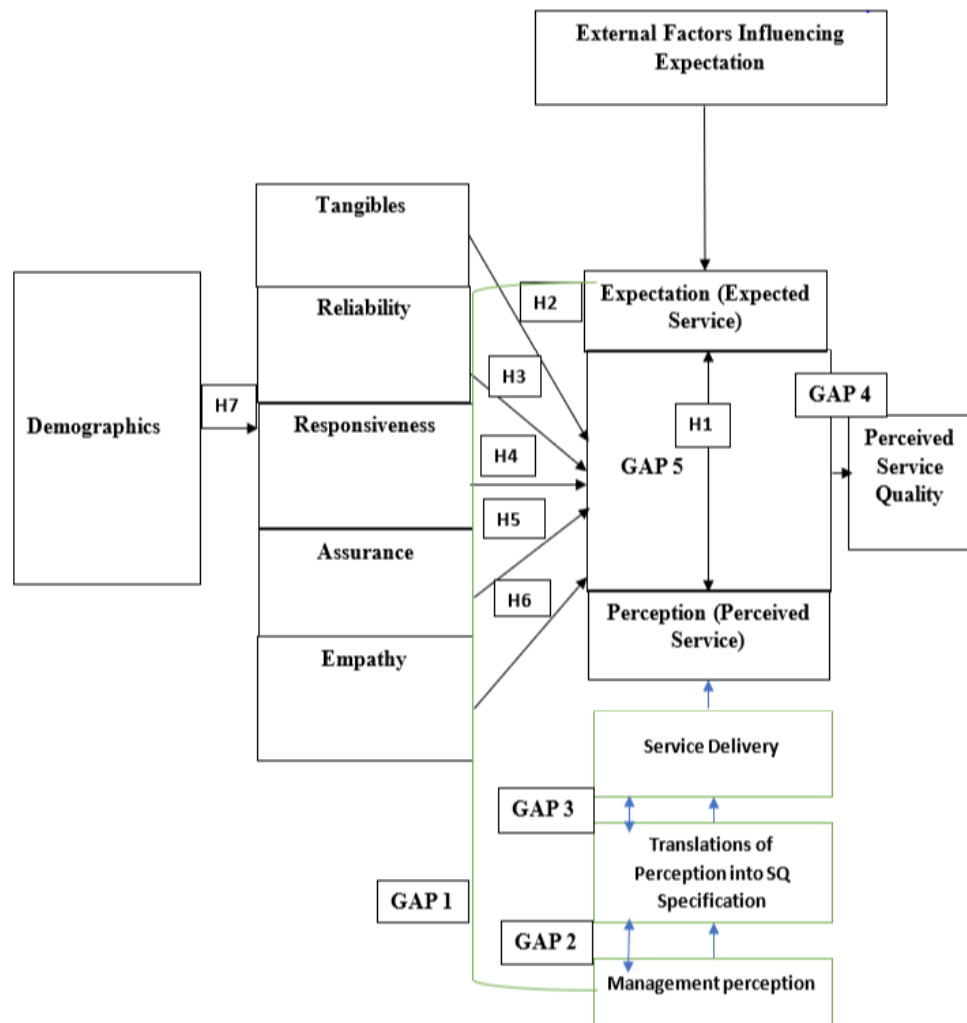 External Factors Influencing
Expectation
Tangibles
Reliability
Responsiveness
Assurance
Empathy
Demographics
H7
H2
H3
H4
H5
H6
Expectation (Expected
Service)
H1
GAP 5
GAP 4
Perceived
Service
Quality
Perception (Perceived
Service)
Service Delivery
GAP 3
Translations of
Perception into SQ
Specification
GAP 1
GAP 2
Management perception